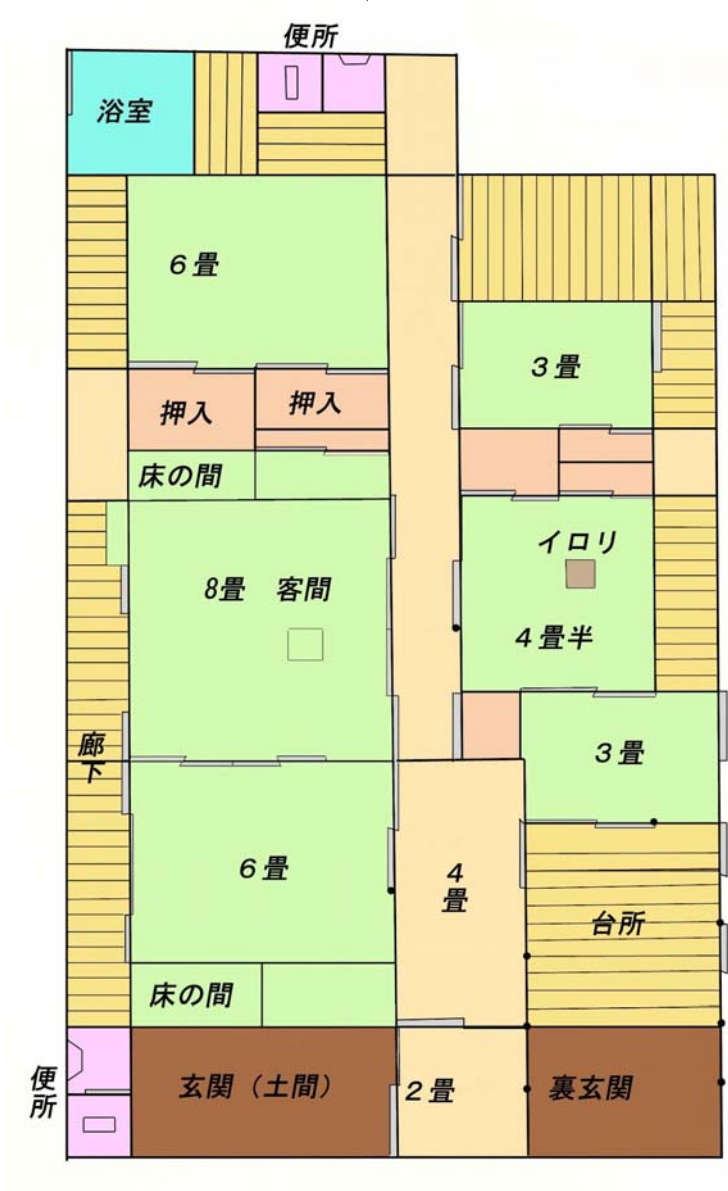 便所
浴室
6畳
3畳
押入
押入
床の間
イロリ
8畳 客間
4畳半
廊下
3畳
6畳
4畳
台所
床の間
便所
玄関（土間）
2畳
裏玄関